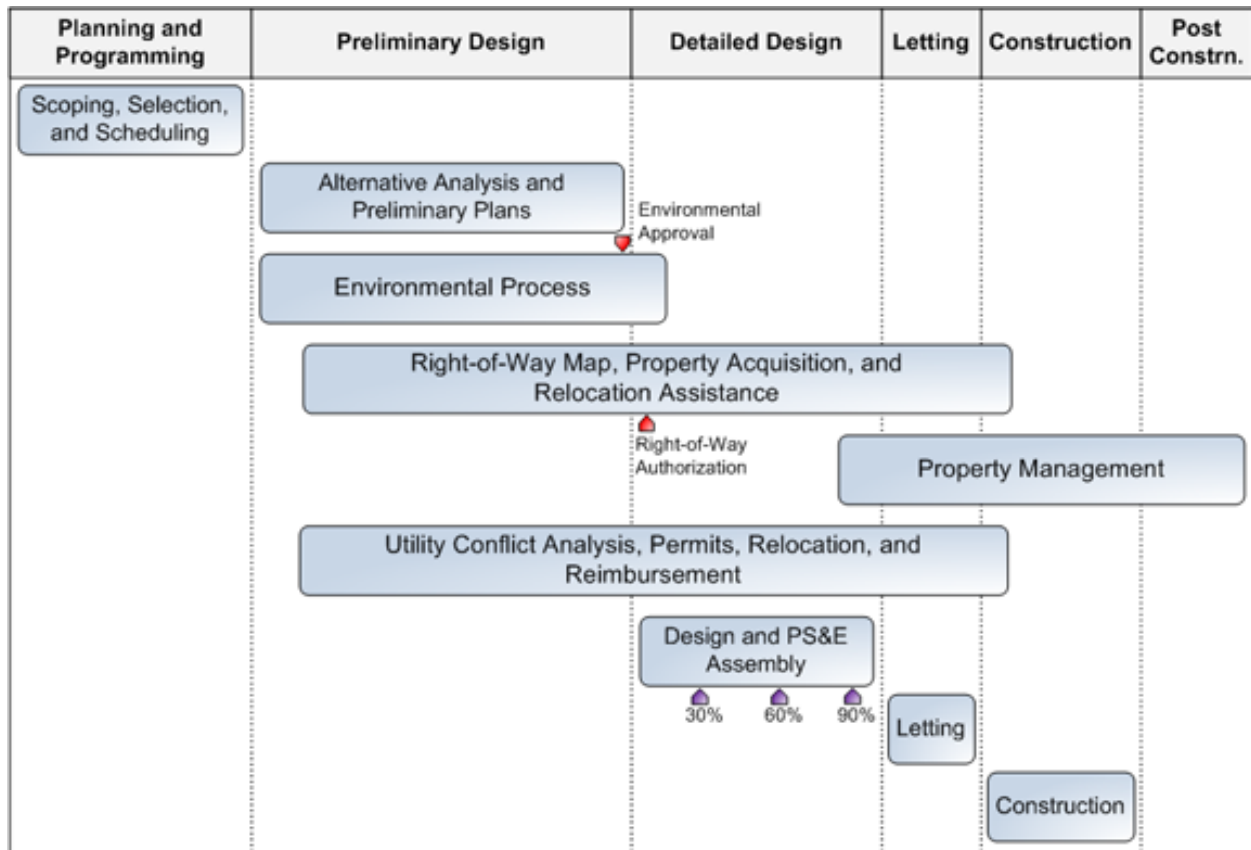 Planning and
Programming
Preliminary Design
Detailed Design
Letting
Construction
Post
Constrn.
Scoping, Selection,
and Scheduling
Alternative Analysis and
Preliminary Plans
Environmental
Approval
Environmental Process
Right-of-Way Map, Property Acquisition, and
Relocation Assistance
Right-of-Way
Authorization
Property Management
Utility Conflict Analysis, Permits, Relocation, and
Reimbursement
Design and PS&E
Assembly
30%
60%
90%
Letting
Construction